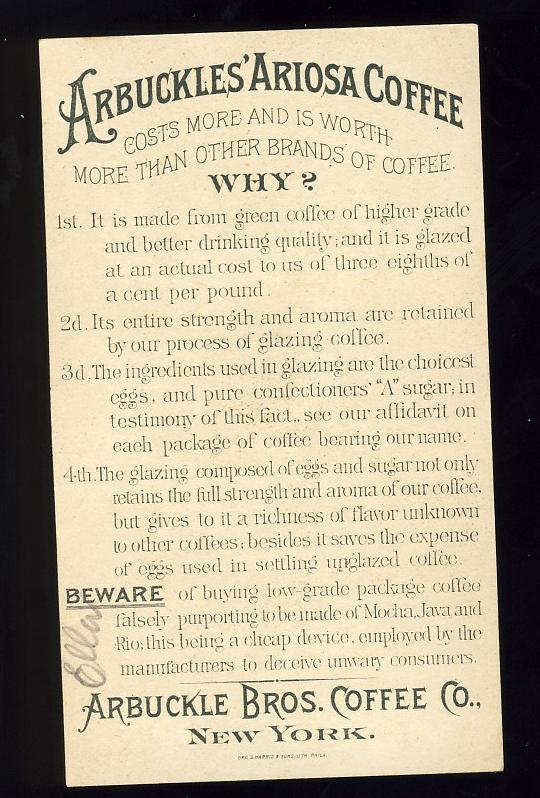 ARBUCKLES' ARIOSA COFFEE
COSTS MORE AND IS WORTH
MORE THAN OTHER BRANDS OF COFFEE.
WHY?
1st. It is made from green coffee of higher grade
and better drinking quality; and it is glazed
at an actual cost to us of three eighths of
a cent per pound.
2d. Its entire strength and aroma are retained
by our process of glazing coffee.
3d. The ingredients used in glazing are the choicest
eggs, and pure confectioners' "A" sugar; in
testimony of this fact, see our affidavit on
each package of coffee bearing our name.
4th. The glazing composed of eggs and sugar not only
retains the full strength and aroma of our coffee,
but gives to it a richness of flavor unknown
to other coffees; besides it saves the expense
of eggs used in settling unglazed coffee.
BEWARE of buying low-grade package coffee
falsely purporting to be made of Mocha, Java and
Rio; this being a cheap device, employed by the
manufacturers to deceive unwary consumers.
Ella
ARBUCKLE BROS. COFFEE CO.,
NEW YORK.
GEO. S. HARRIS & SONS, LITH. PHILA.